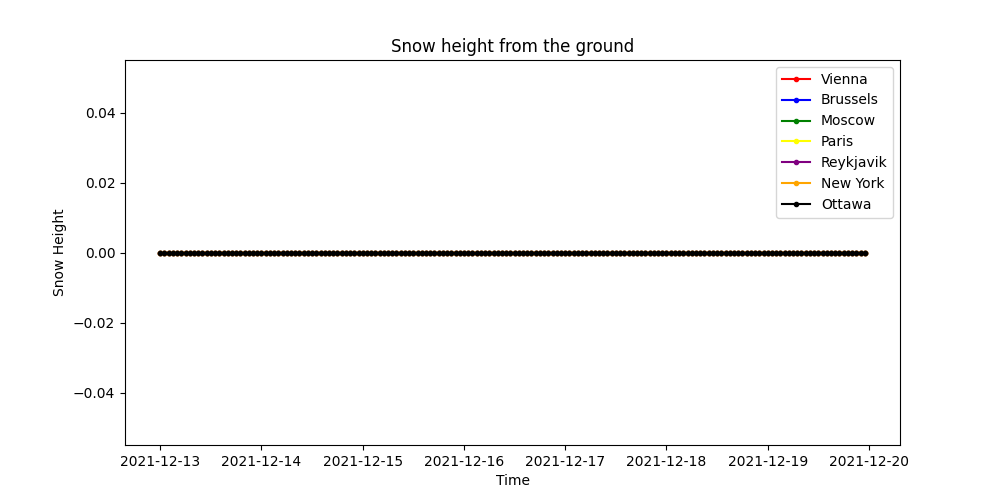 Snow height from the ground
Vienna
Brussels
Moscow
Paris
Reykjavik
New York
Ottawa
Snow Height
0.04
0.02
0.00
−0.02
−0.04
2021-12-13 2021-12-14 2021-12-15 2021-12-16 2021-12-17 2021-12-18 2021-12-19 2021-12-20
Time